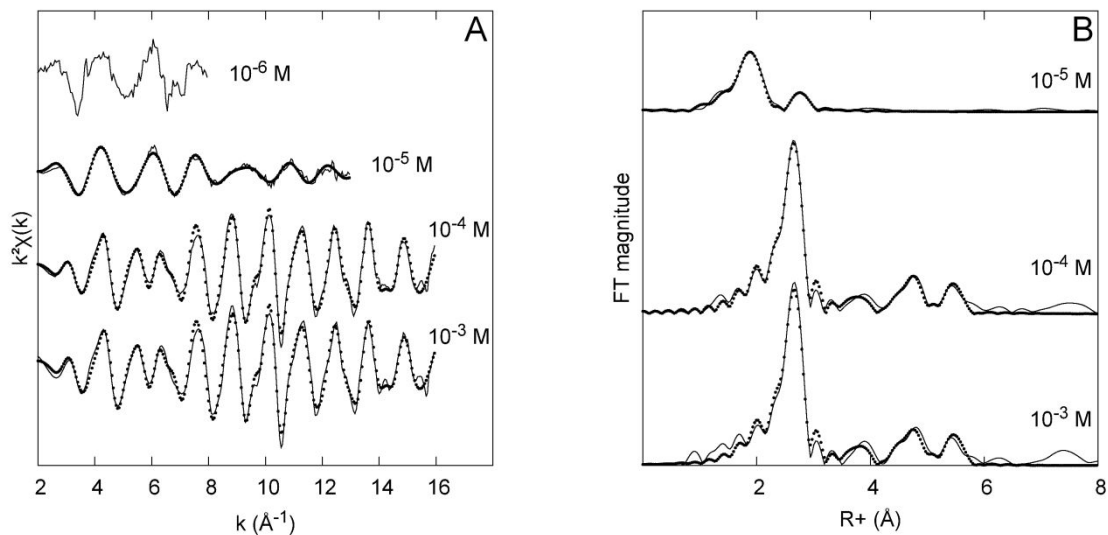 A
10⁻⁶ M
10⁻⁵ M
10⁻⁴ M
10⁻³ M
k²χ(k)
2 4 6 8 10 12 14 16
k (Å⁻¹)
B
10⁻⁵ M
10⁻⁴ M
10⁻³ M
FT magnitude
2 4 6 8
R+ (Å)